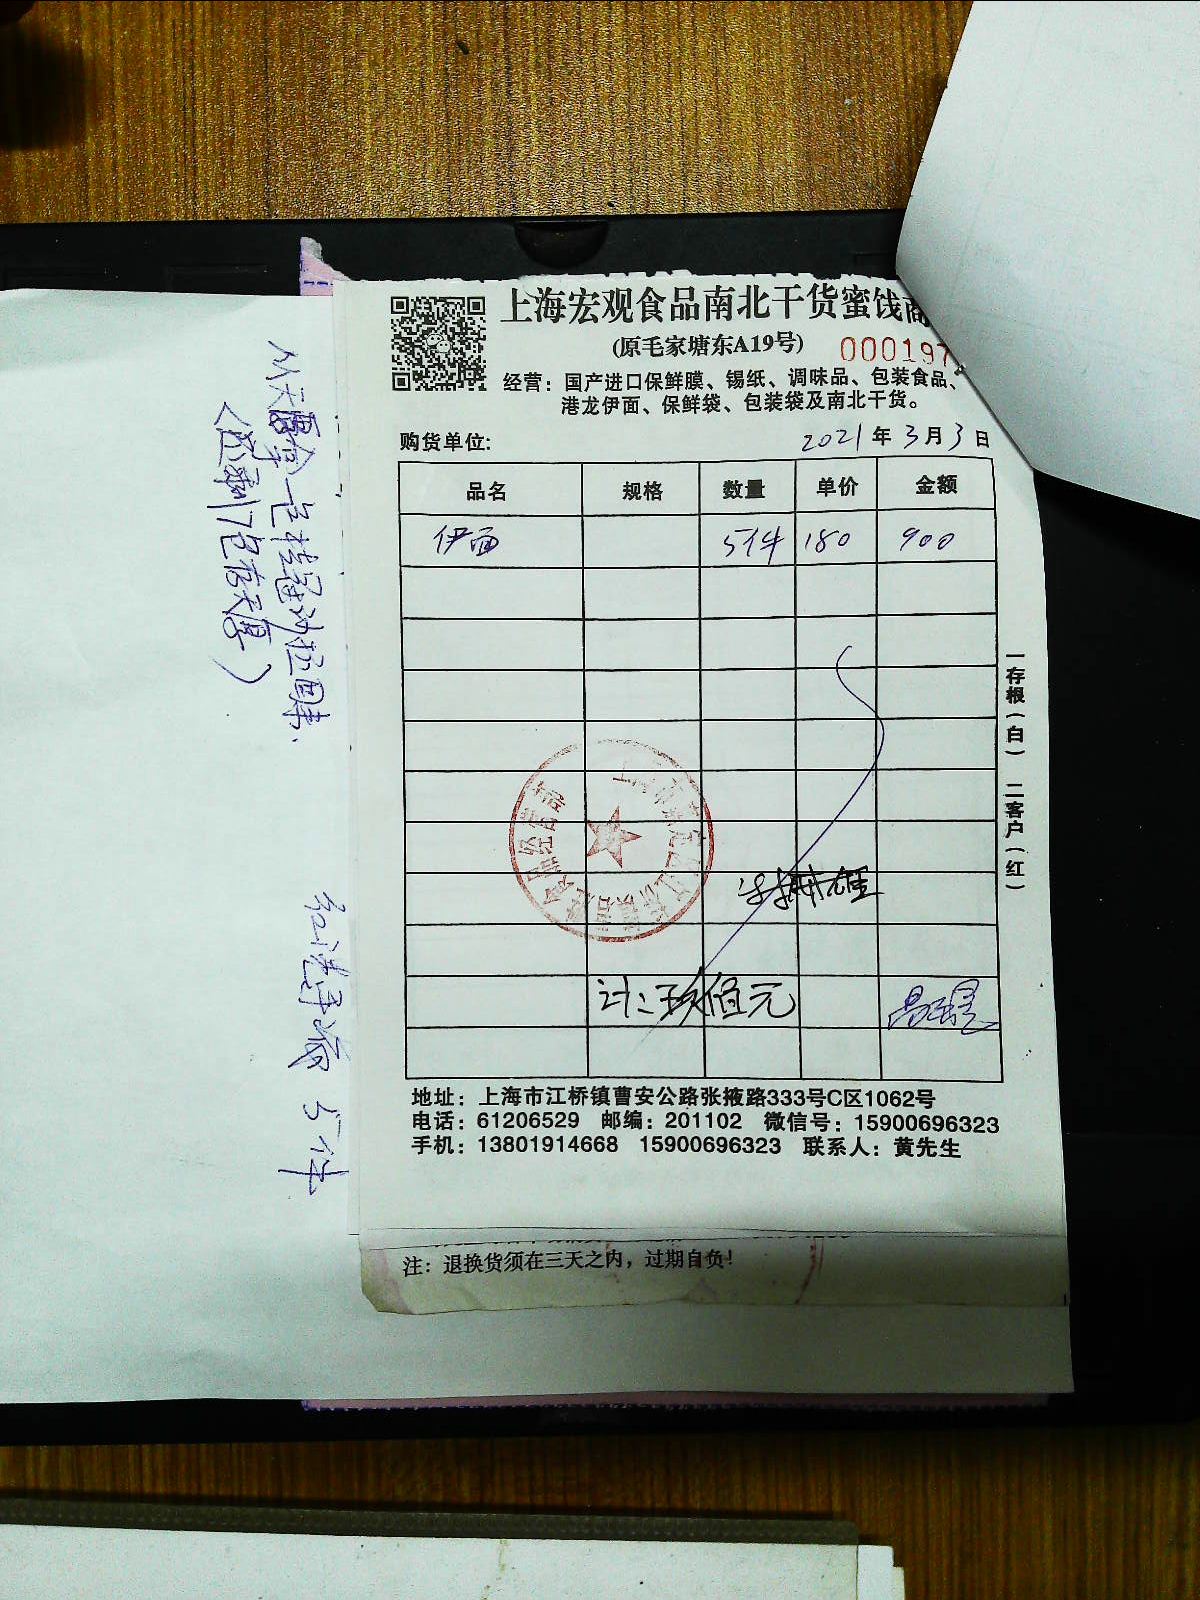 上海宏观食品南北干货蜜饯商
(原毛家塘东A19号)
000197
经营：国产进口保鲜膜、锡纸、调味品、包装食品、
港龙伊面、保鲜袋、包装袋及南北干货。
购货单位: 2021年3月3日
品名 规格 数量 单价 金额
伊面 5件 180 900
计：玖佰元
一存根（白） 二客户（红）
地址：上海市江桥镇曹安公路张掖路333号C区1062号
电话：61206529 邮编：201102 微信号：15900696323
手机：13801914668 15900696323 联系人：黄先生
注：退换货须在三天之内，过期自负！
5件